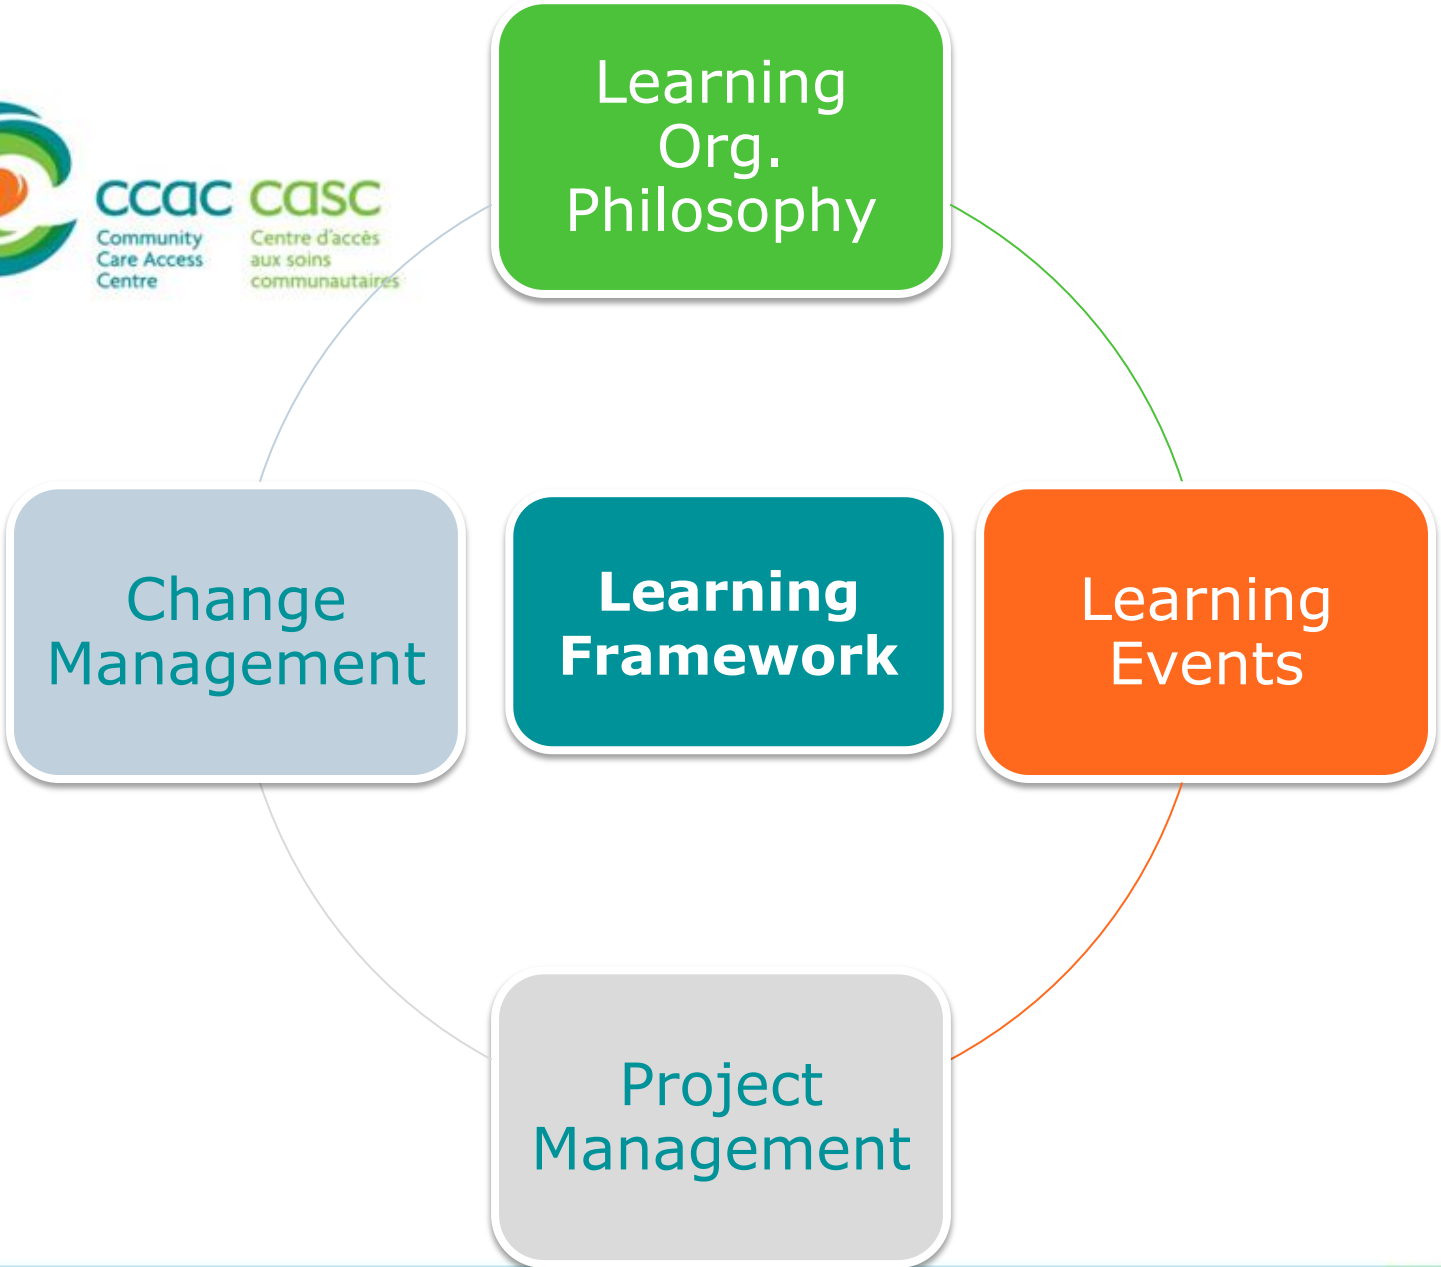 Learning
Org.
Philosophy
ccac casc
Community
Care Access
Centre
Centre d'accès
aux soins
communautaires
Change
Management
Learning
Framework
Learning
Events
Project
Management